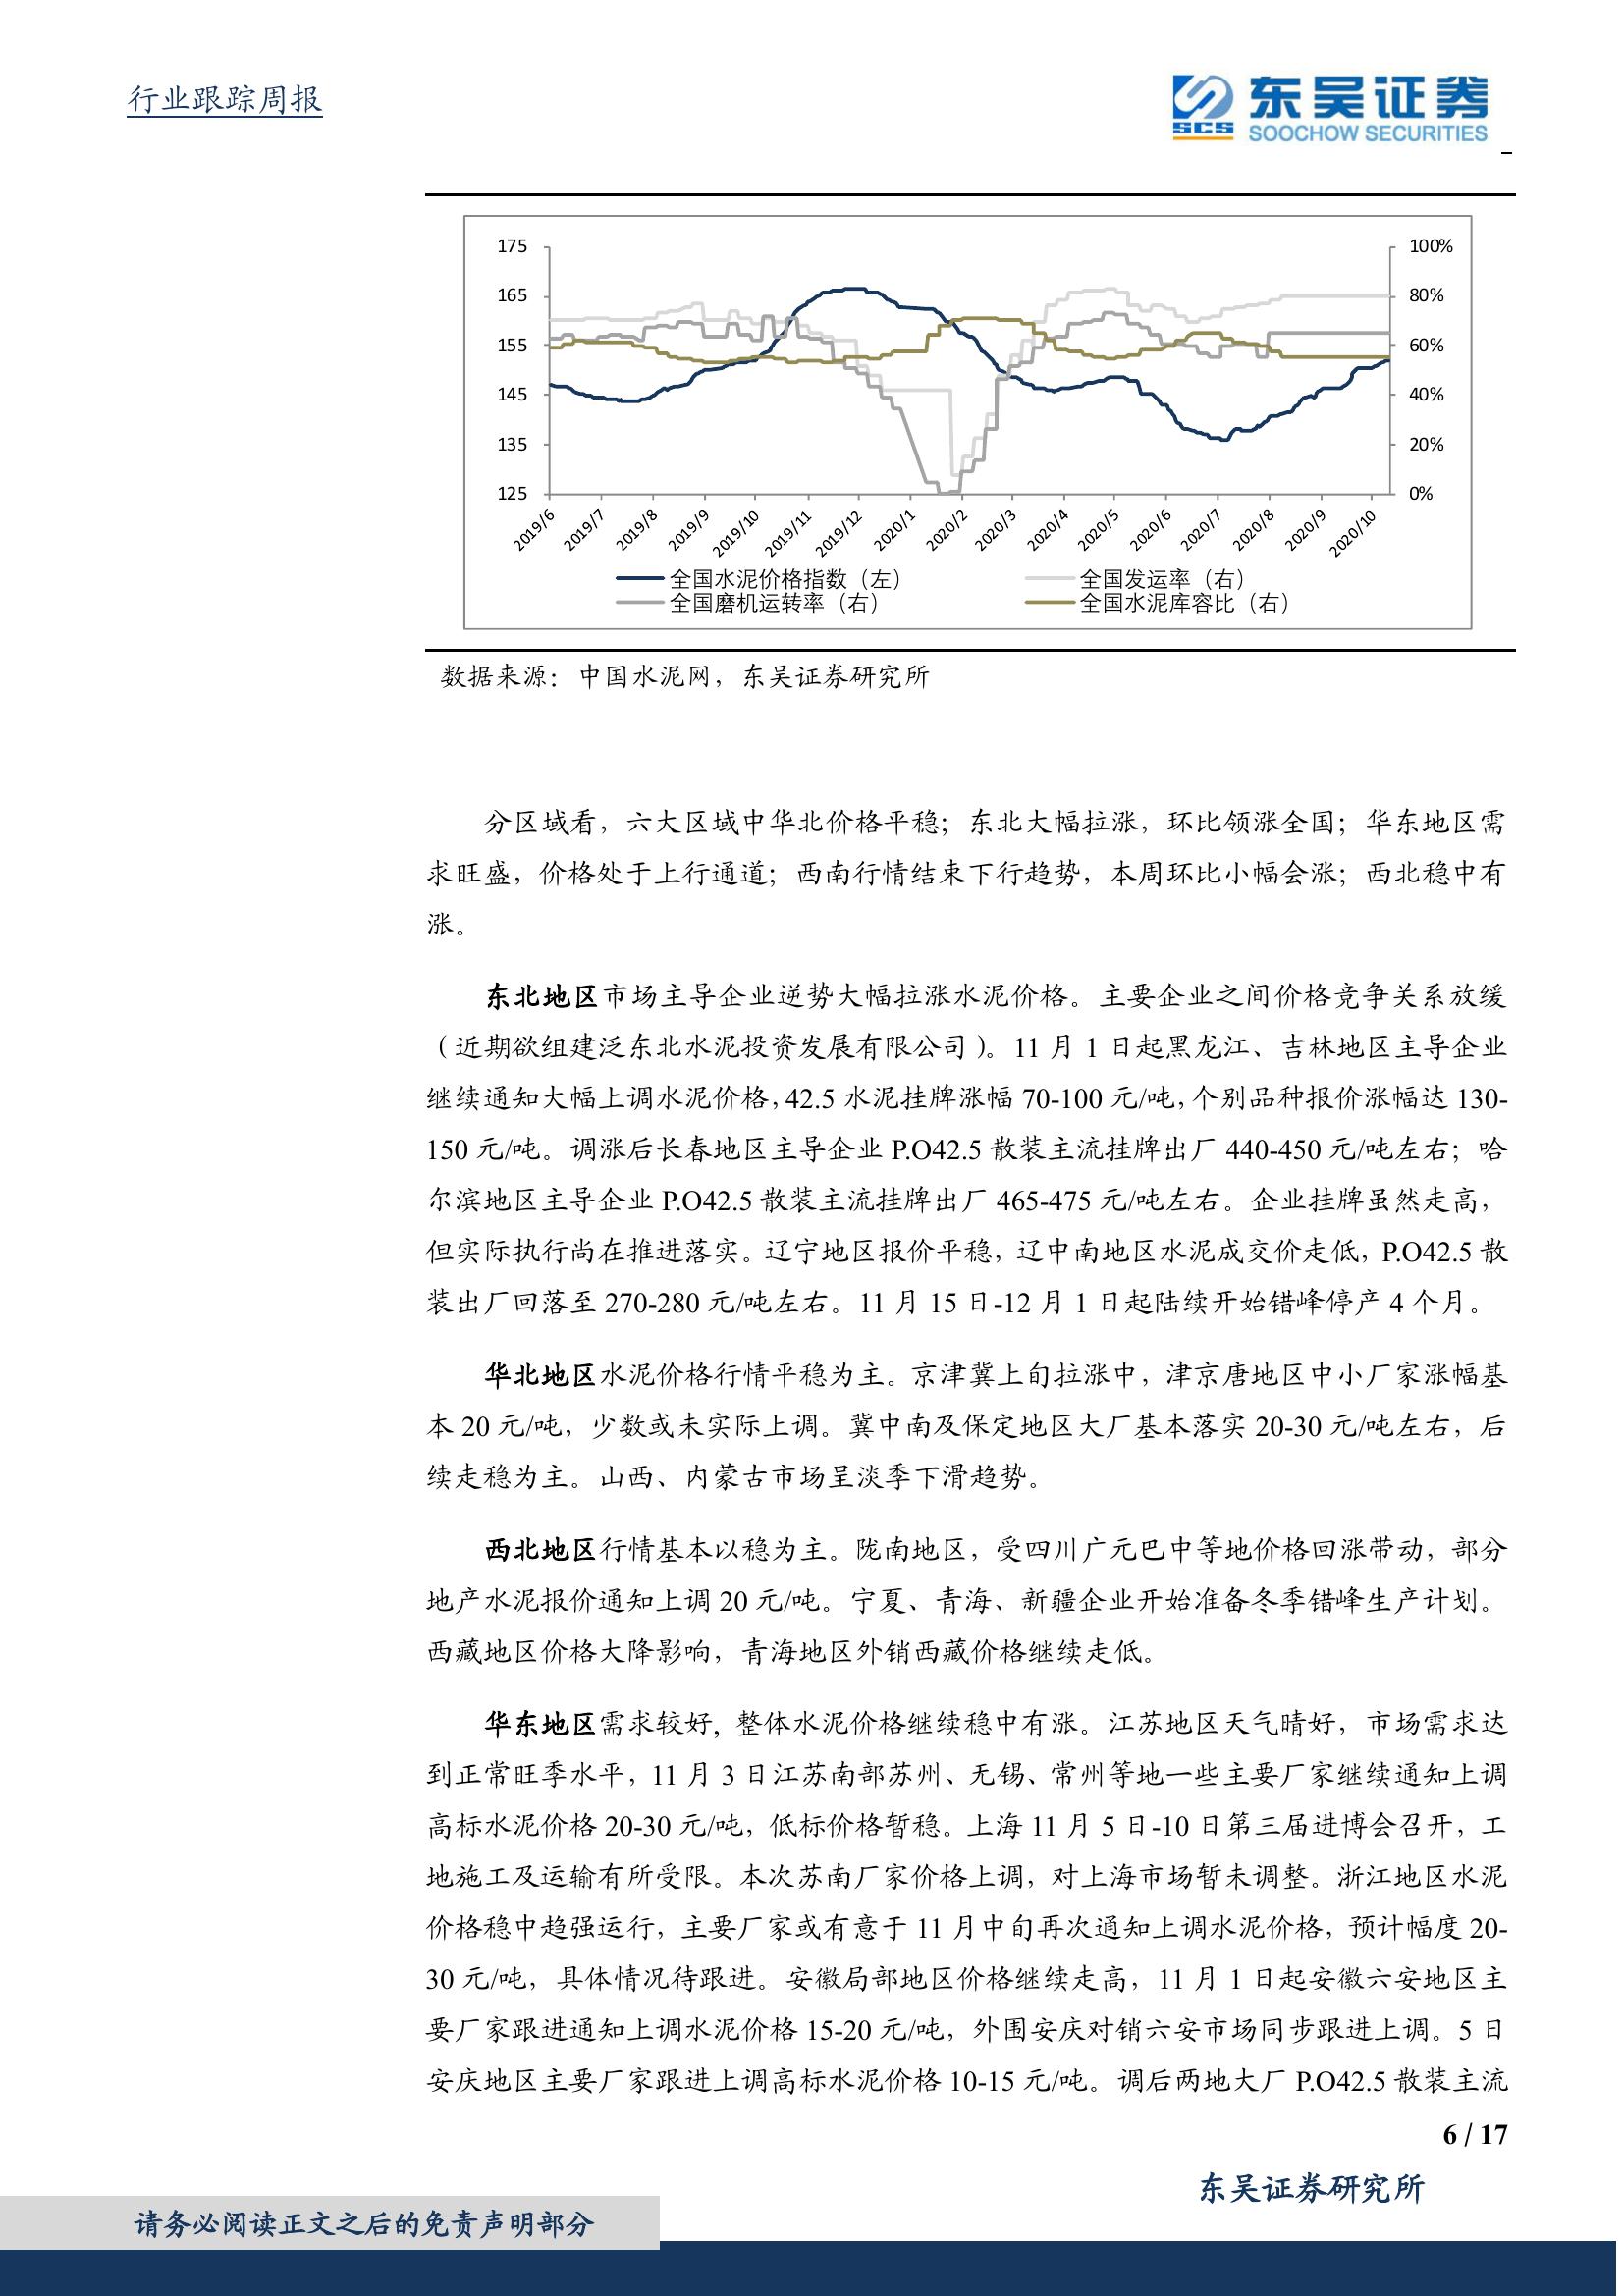 行业跟踪周报
SCS
东吴证券
SOOCHOW SECURITIES
175
165
155
145
135
125
100%
80%
60%
40%
20%
0%
2019/6
2019/7
2019/8
2019/9
2019/10
2019/11
2019/12
2020/1
2020/2
2020/3
2020/4
2020/5
2020/6
2020/7
2020/8
2020/9
2020/10
全国水泥价格指数（左）
全国发运率（右）
全国磨机运转率（右）
全国水泥库容比（右）
数据来源：中国水泥网，东吴证券研究所
分区域看，六大区域中华北价格平稳；东北大幅拉涨，环比领涨全国；华东地区需
求旺盛，价格处于上行通道；西南行情结束下行趋势，本周环比小幅会涨；西北稳中有
涨。
东北地区市场主导企业逆势大幅拉涨水泥价格。主要企业之间价格竞争关系放缓
（近期欲组建泛东北水泥投资发展有限公司）。11 月 1 日起黑龙江、吉林地区主导企业
继续通知大幅上调水泥价格，42.5 水泥挂牌涨幅 70-100 元/吨，个别品种报价涨幅达 130-
150 元/吨。调涨后长春地区主导企业 P.O42.5 散装主流挂牌出厂 440-450 元/吨左右；哈
尔滨地区主导企业 P.O42.5 散装主流挂牌出厂 465-475 元/吨左右。企业挂牌虽然走高，
但实际执行尚在推进落实。辽宁地区报价平稳，辽中南地区水泥成交价走低，P.O42.5 散
装出厂回落至 270-280 元/吨左右。11 月 15 日-12 月 1 日起陆续开始错峰停产 4 个月。
华北地区水泥价格行情平稳为主。京津冀上旬拉涨中，津京唐地区中小厂家涨幅基
本 20 元/吨，少数或未实际上调。冀中南及保定地区大厂基本落实 20-30 元/吨左右，后
续走稳为主。山西、内蒙古市场呈淡季下滑趋势。
西北地区行情基本以稳为主。陇南地区，受四川广元巴中等地价格回涨带动，部分
地产水泥报价通知上调 20 元/吨。宁夏、青海、新疆企业开始准备冬季错峰生产计划。
西藏地区价格大降影响，青海地区外销西藏价格继续走低。
华东地区需求较好, 整体水泥价格继续稳中有涨。江苏地区天气晴好，市场需求达
到正常旺季水平，11 月 3 日江苏南部苏州、无锡、常州等地一些主要厂家继续通知上调
高标水泥价格 20-30 元/吨，低标价格暂稳。上海 11 月 5 日-10 日第三届进博会召开，工
地施工及运输有所受限。本次苏南厂家价格上调，对上海市场暂未调整。浙江地区水泥
价格稳中趋强运行，主要厂家或有意于 11 月中旬再次通知上调水泥价格，预计幅度 20-
30 元/吨，具体情况待跟进。安徽局部地区价格继续走高，11 月 1 日起安徽六安地区主
要厂家跟进通知上调水泥价格 15-20 元/吨，外围安庆对销六安市场同步跟进上调。5 日
安庆地区主要厂家跟进上调高标水泥价格 10-15 元/吨。调后两地大厂 P.O42.5 散装主流
6 / 17
东吴证券研究所
请务必阅读正文之后的免责声明部分